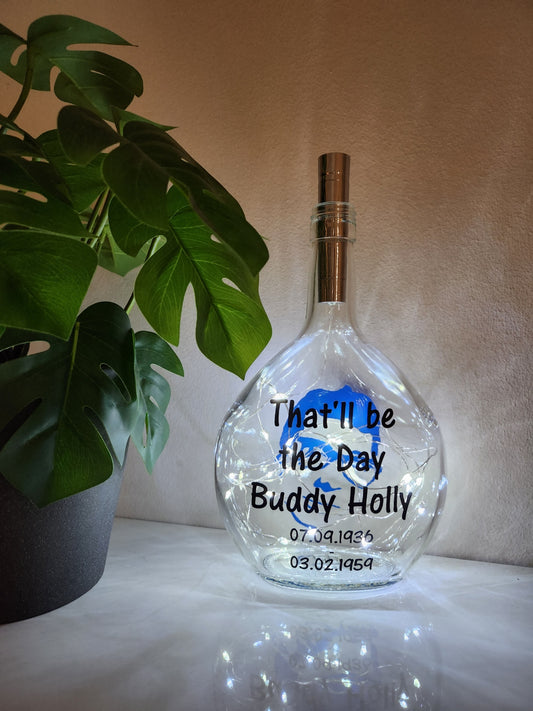 That'll be
the Day
Buddy Holly
07.09.1936
-
03.02.1959